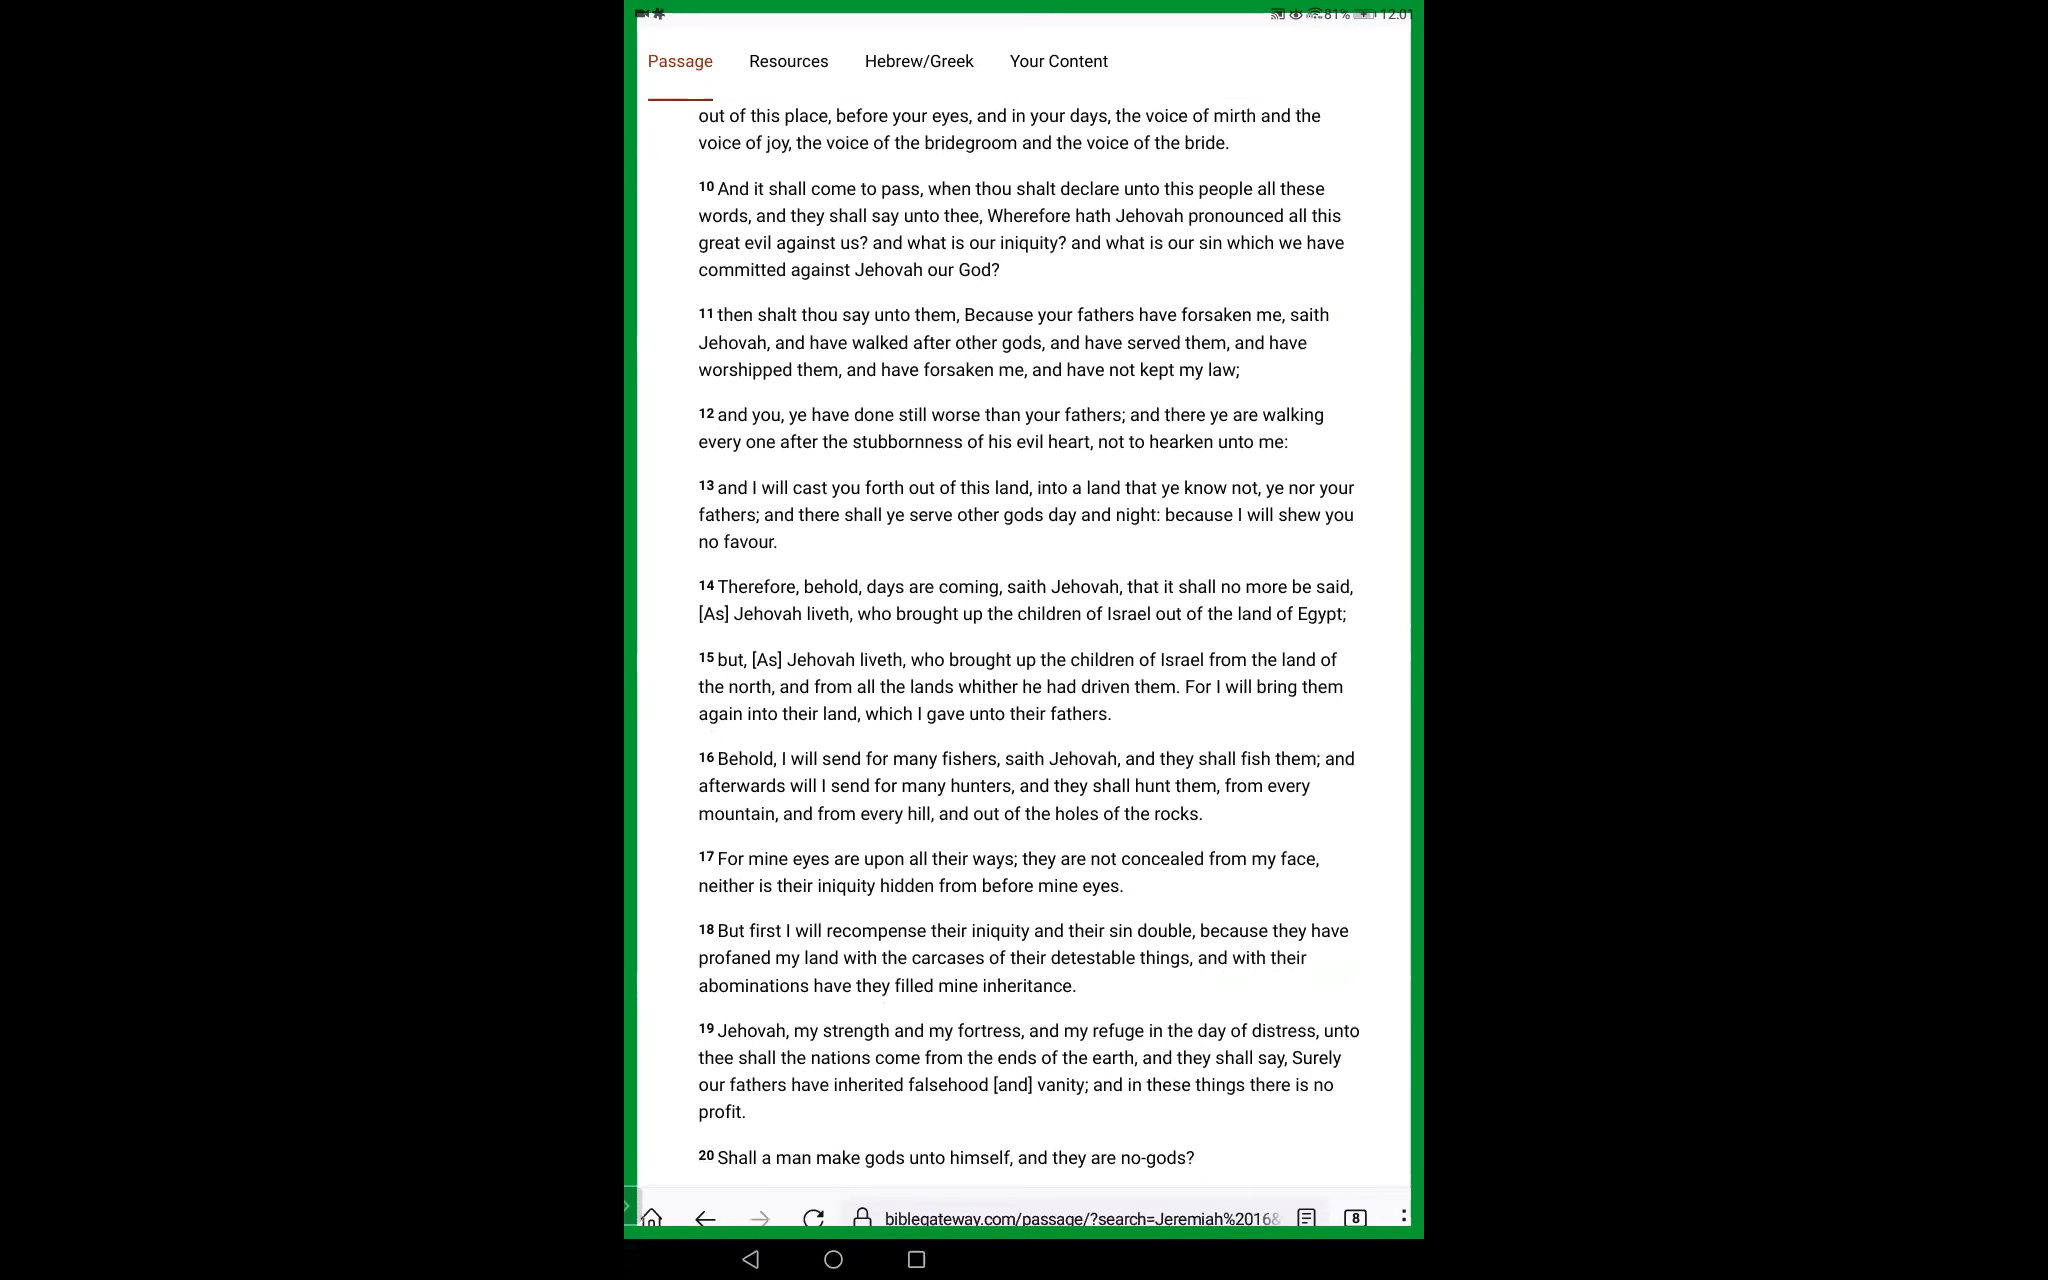 81% 12:01
Passage Resources Hebrew/Greek Your Content
out of this place, before your eyes, and in your days, the voice of mirth and the
voice of joy, the voice of the bridegroom and the voice of the bride.
10 And it shall come to pass, when thou shalt declare unto this people all these
words, and they shall say unto thee, Wherefore hath Jehovah pronounced all this
great evil against us? and what is our iniquity? and what is our sin which we have
committed against Jehovah our God?
11 then shalt thou say unto them, Because your fathers have forsaken me, saith
Jehovah, and have walked after other gods, and have served them, and have
worshipped them, and have forsaken me, and have not kept my law;
12 and you, ye have done still worse than your fathers; and there ye are walking
every one after the stubbornness of his evil heart, not to hearken unto me:
13 and I will cast you forth out of this land, into a land that ye know not, ye nor your
fathers; and there shall ye serve other gods day and night: because I will shew you
no favour.
14 Therefore, behold, days are coming, saith Jehovah, that it shall no more be said,
[As] Jehovah liveth, who brought up the children of Israel out of the land of Egypt;
15 but, [As] Jehovah liveth, who brought up the children of Israel from the land of
the north, and from all the lands whither he had driven them. For I will bring them
again into their land, which I gave unto their fathers.
16 Behold, I will send for many fishers, saith Jehovah, and they shall fish them; and
afterwards will I send for many hunters, and they shall hunt them, from every
mountain, and from every hill, and out of the holes of the rocks.
17 For mine eyes are upon all their ways; they are not concealed from my face,
neither is their iniquity hidden from before mine eyes.
18 But first I will recompense their iniquity and their sin double, because they have
profaned my land with the carcases of their detestable things, and with their
abominations have they filled mine inheritance.
19 Jehovah, my strength and my fortress, and my refuge in the day of distress, unto
thee shall the nations come from the ends of the earth, and they shall say, Surely
our fathers have inherited falsehood [and] vanity; and in these things there is no
profit.
20 Shall a man make gods unto himself, and they are no-gods?
biblegateway.com/passage/?search=Jeremiah%2016& 8